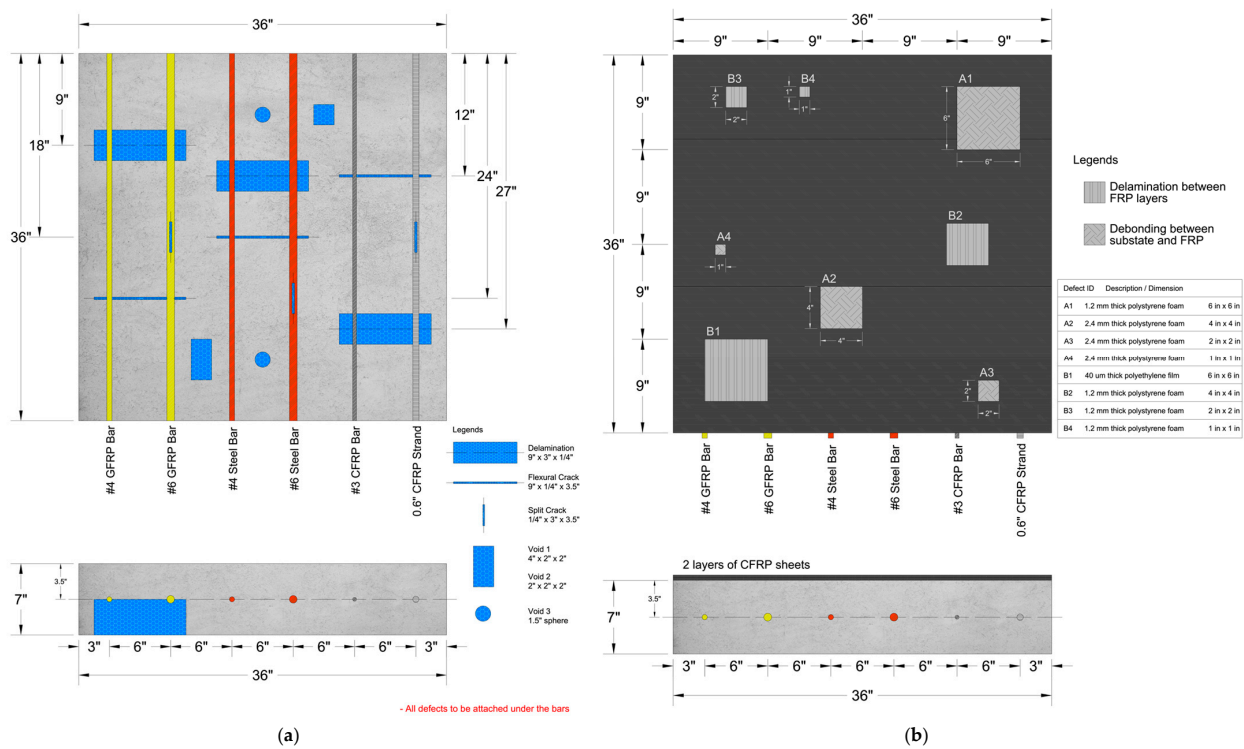 36"
9"
18"
36"
12"
24"
27"
#4 GFRP Bar
#6 GFRP Bar
#4 Steel Bar
#6 Steel Bar
#3 CFRP Bar
0.6" CFRP Strand
Legends
Delamination
9" x 3" x 1/4"
Flexural Crack
9" x 1/4" x 3.5"
Split Crack
1/4" x 3" x 3.5"
Void 1
4" x 2" x 2"
Void 2
2" x 2" x 2"
Void 3
1.5" sphere
7"
3.5"
3"
6"
6"
6"
6"
6"
3"
36"
- All defects to be attached under the bars
(a)
36"
9"
9"
9"
9"
36"
9"
9"
9"
9"
B3
2"
2"
B4
1"
1"
A1
6"
6"
B2
A4
1"
A2
4"
4"
B1
A3
2"
2"
#4 GFRP Bar
#6 GFRP Bar
#4 Steel Bar
#6 Steel Bar
#3 CFRP Bar
0.6" CFRP Strand
Legends
Delamination between
FRP layers
Debonding between
substate and FRP
Defect ID Description / Dimension
A1 1.2 mm thick polystyrene foam 6 in x 6 in
A2 2.4 mm thick polystyrene foam 4 in x 4 in
A3 2.4 mm thick polystyrene foam 2 in x 2 in
A4 2.4 mm thick polystyrene foam 1 in x 1 in
B1 40 um thick polyethylene film 6 in x 6 in
B2 1.2 mm thick polystyrene foam 4 in x 4 in
B3 1.2 mm thick polystyrene foam 2 in x 2 in
B4 1.2 mm thick polystyrene foam 1 in x 1 in
2 layers of CFRP sheets
7"
3.5"
3"
6"
6"
6"
6"
6"
3"
36"
(b)